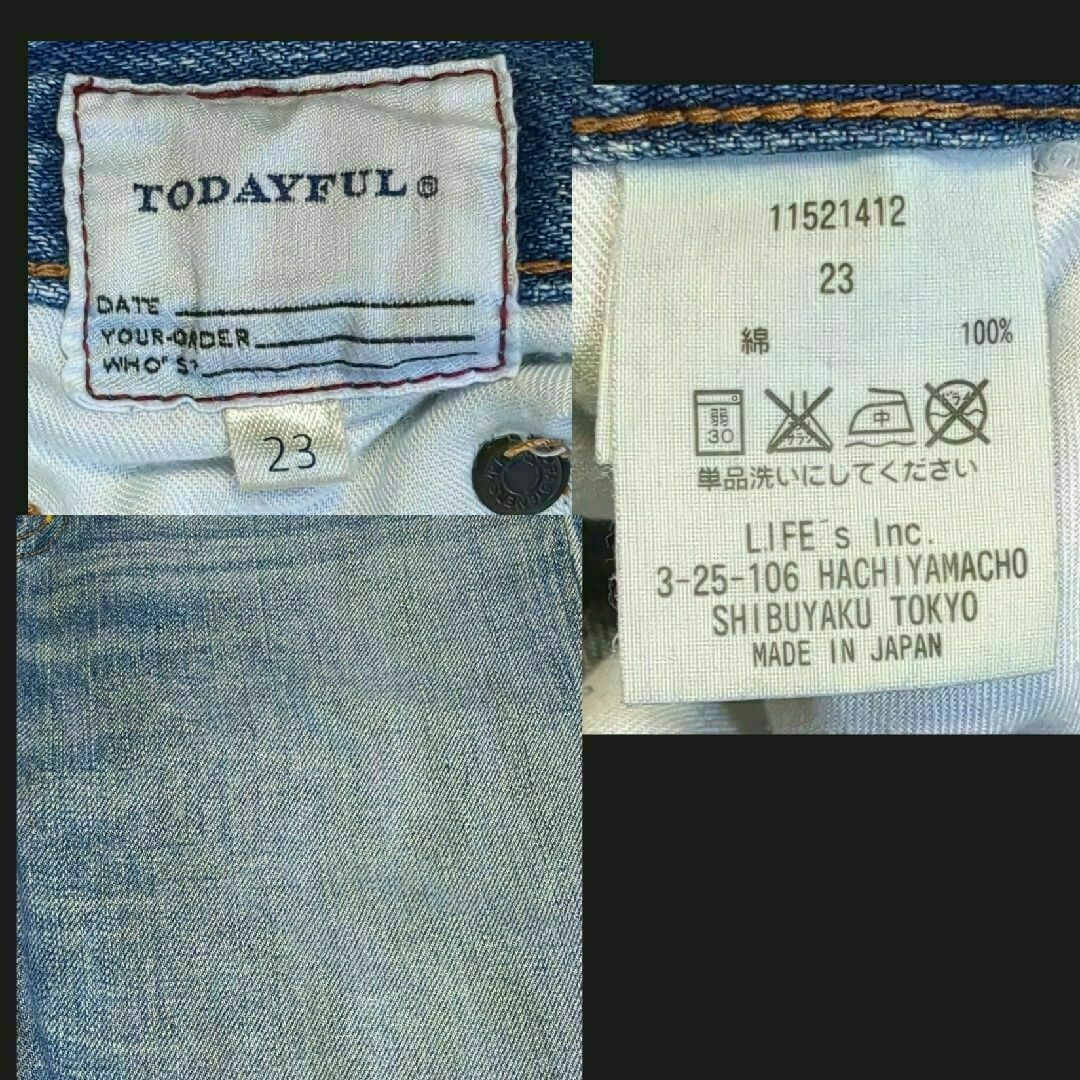 TODAYFUL®
DATE
YOUR-ORDER
WHO'S?
23
11521412
23
綿 100%
弱 中
30
単品洗いにしてください
LIFE´s Inc.
3-25-106 HACHIYAMACHO
SHIBUYAKU TOKYO
MADE IN JAPAN